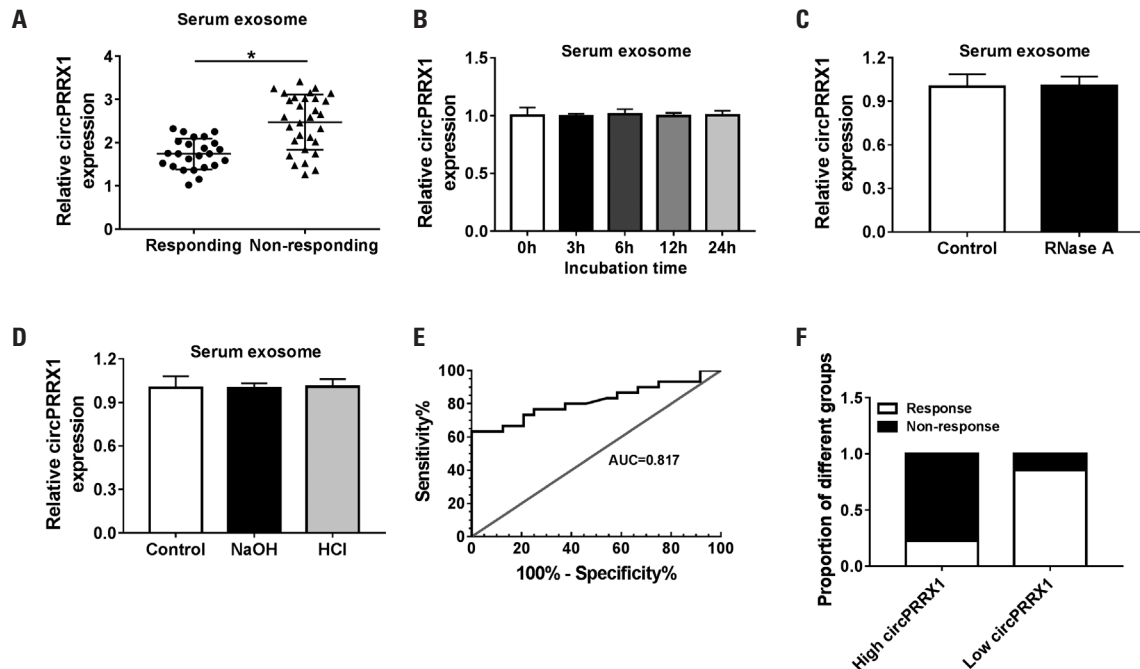 A
Serum exosome
*
Relative circPRRX1
expression
4
3
2
1
0
Responding
Non-responding
B
Serum exosome
Relative circPRRX1
expression
1.5
1.0
0.5
0.0
0h 3h 6h 12h 24h
Incubation time
C
Serum exosome
Relative circPRRX1
expression
1.2
0.9
0.6
0.3
0.0
Control RNase A
D
Serum exosome
Relative circPRRX1
expression
1.2
0.9
0.6
0.3
0.0
Control NaOH HCl
E
Sensitivity%
100
80
60
40
20
0
AUC=0.817
0 20 40 60 80 100
100% - Specificity%
F
Response
Non-response
Proportion of different groups
1.5
1.0
0.5
0.0
High circPRRX1
Low circPRRX1